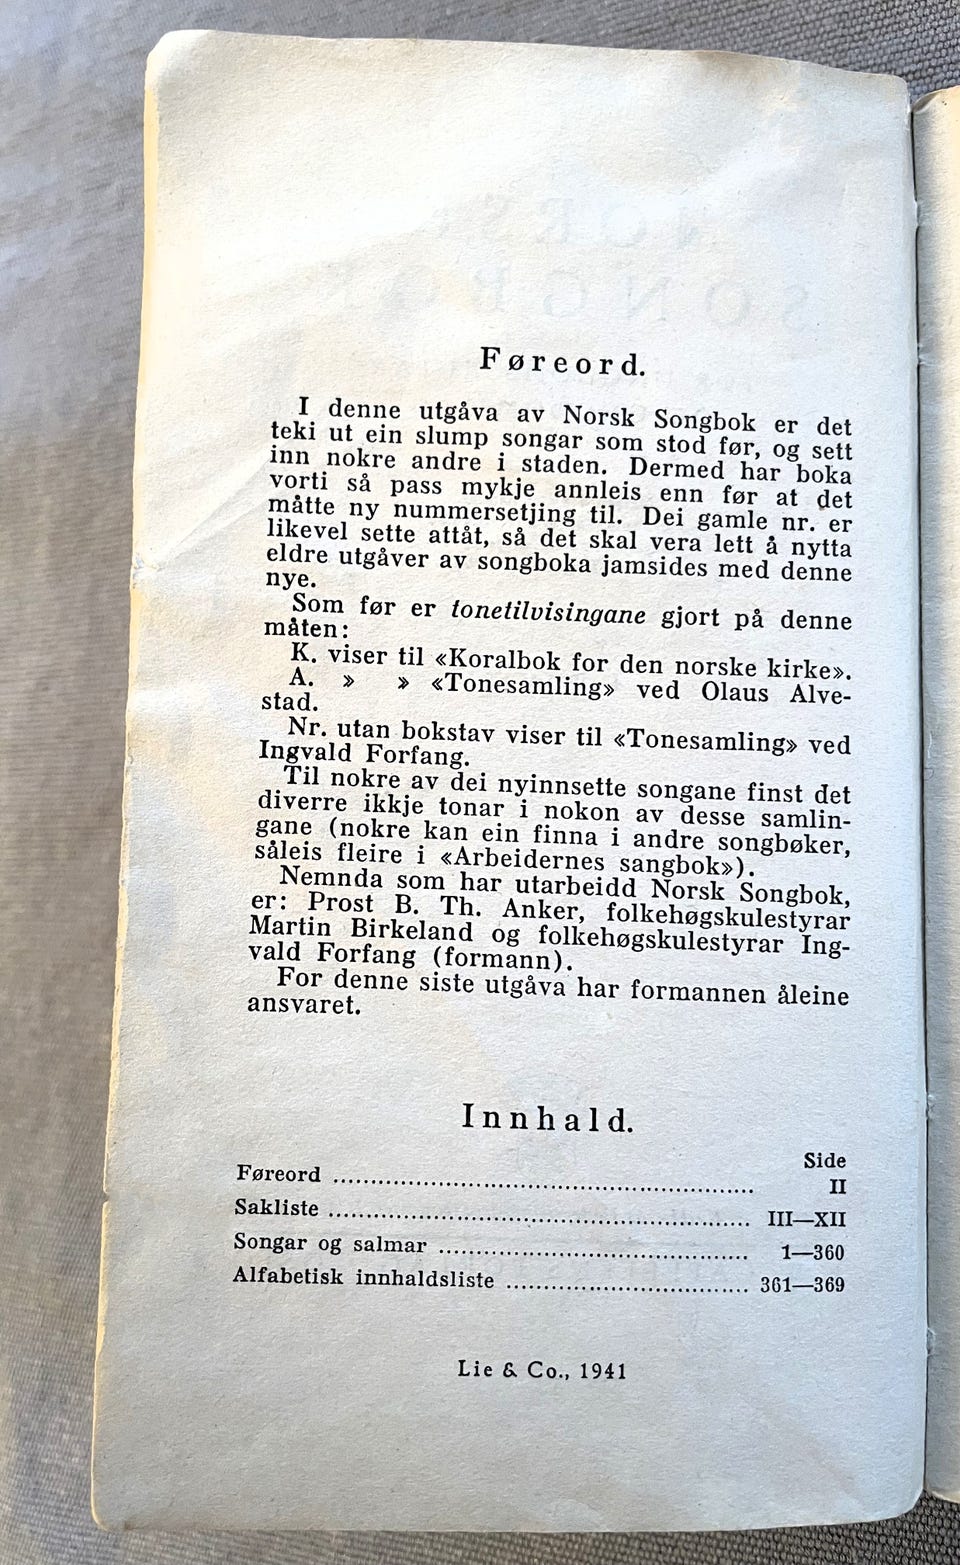 Føreord.
I denne utgåva av Norsk Songbok er det
teki ut ein slump songar som stod før, og sett
inn nokre andre i staden. Dermed har boka
vorti så pass mykje annleis enn før at det
måtte ny nummersetjing til. Dei gamle nr. er
likevel sette attåt, så det skal vera lett å nytta
eldre utgåver av songboka jamsides med denne
nye.
Som før er tonetilvisingane gjort på denne
måten:
K. viser til «Koralbok for den norske kirke».
A. » » «Tonesamling» ved Olaus Alve-
stad.
Nr. utan bokstav viser til «Tonesamling» ved
Ingvald Forfang.
Til nokre av dei nyinnsette songane finst det
diverre ikkje tonar i nokon av desse samlin-
gane (nokre kan ein finna i andre songbøker,
såleis fleire i «Arbeidernes sangbok»).
Nemnda som har utarbeidd Norsk Songbok,
er: Prost B. Th. Anker, folkehøgskulestyrar
Martin Birkeland og folkehøgskulestyrar Ing-
vald Forfang (formann).
For denne siste utgåva har formannen åleine
ansvaret.
Innhald.
Side
Føreord ........................................ II
Sakliste ........................................ III—XII
Songar og salmar ........................................ 1—360
Alfabetisk innhaldsliste ................................ 361—369
Lie & Co., 1941